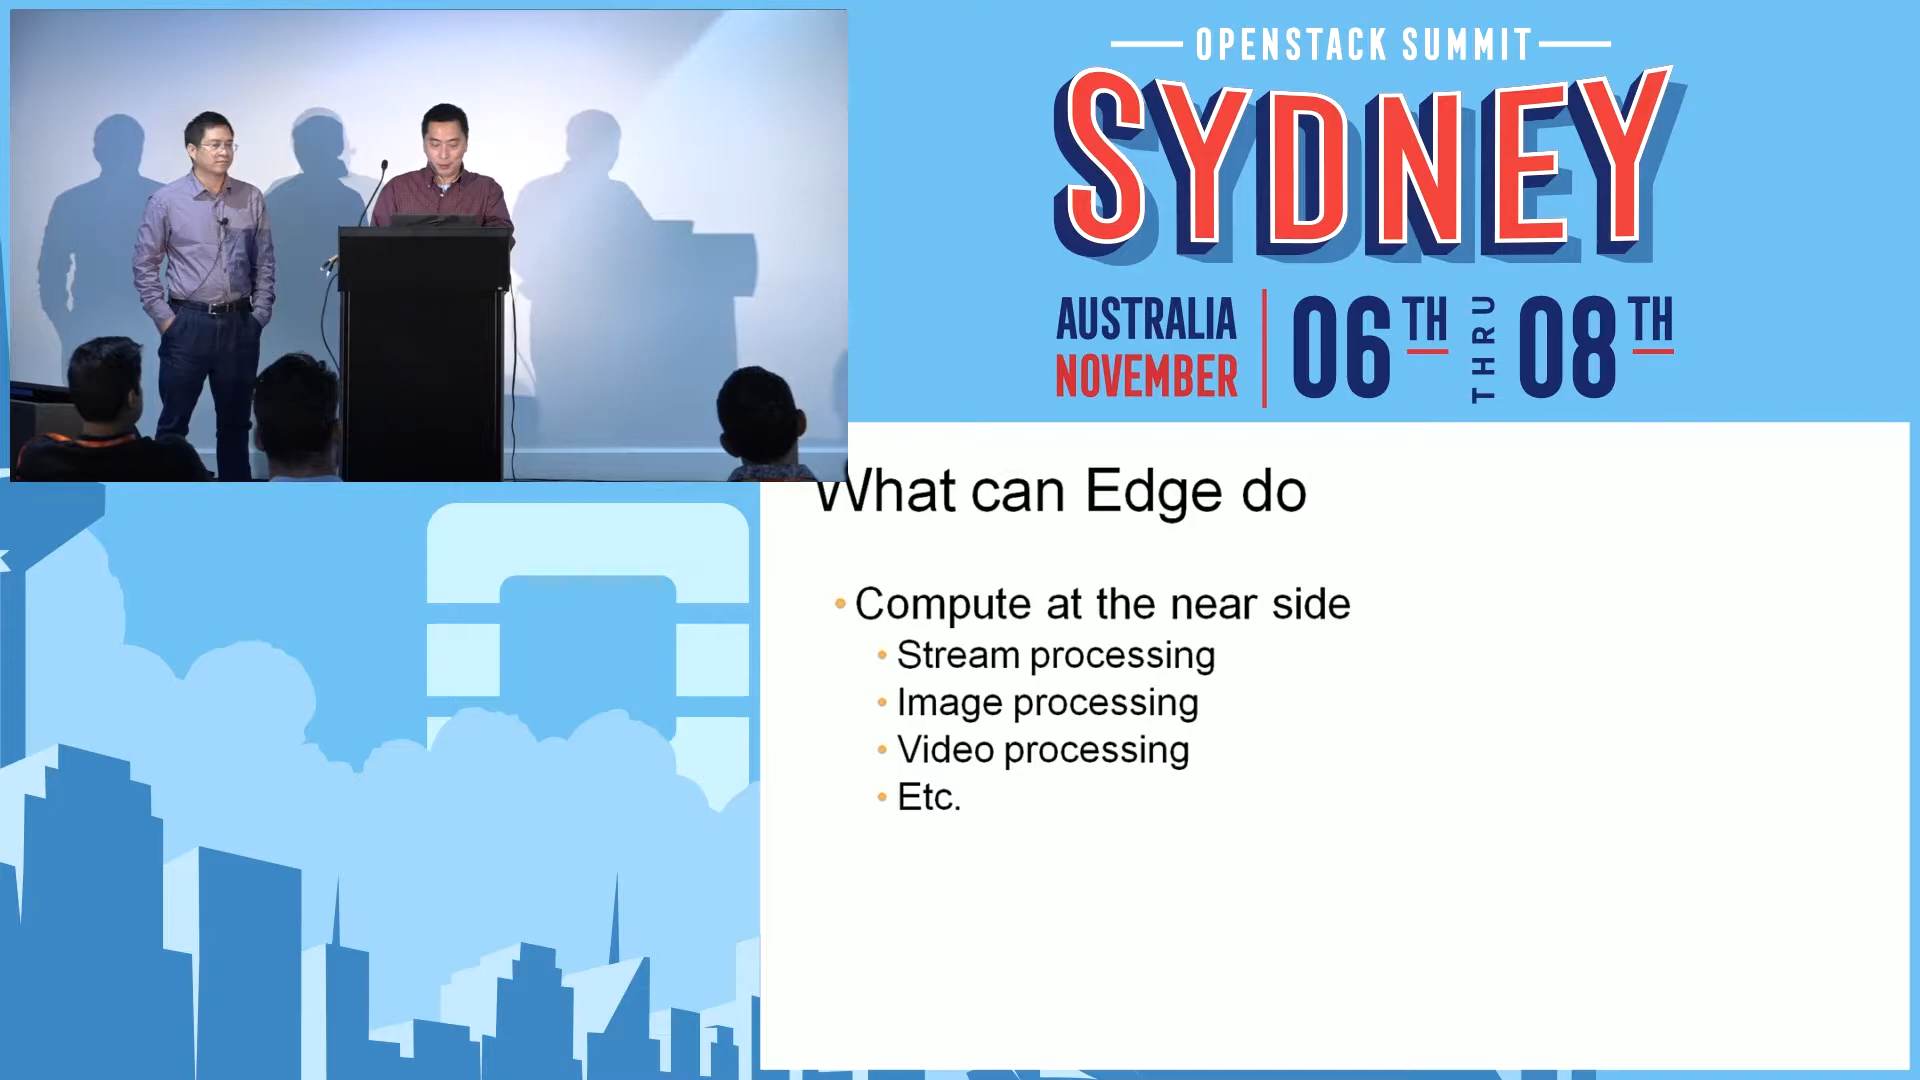 OPENSTACK SUMMIT
SYDNEY
AUSTRALIA
NOVEMBER
06TH THRU 08TH
What can Edge do
• Compute at the near side
• Stream processing
• Image processing
• Video processing
• Etc.